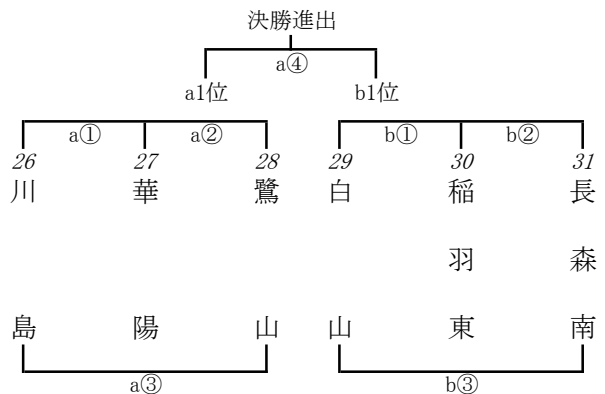 決勝進出
a④
a1位 b1位
a① a② b① b②
26 27 28 29 30 31
川島 華陽 鷺山 白山 稲羽東 長森南
a③ b③